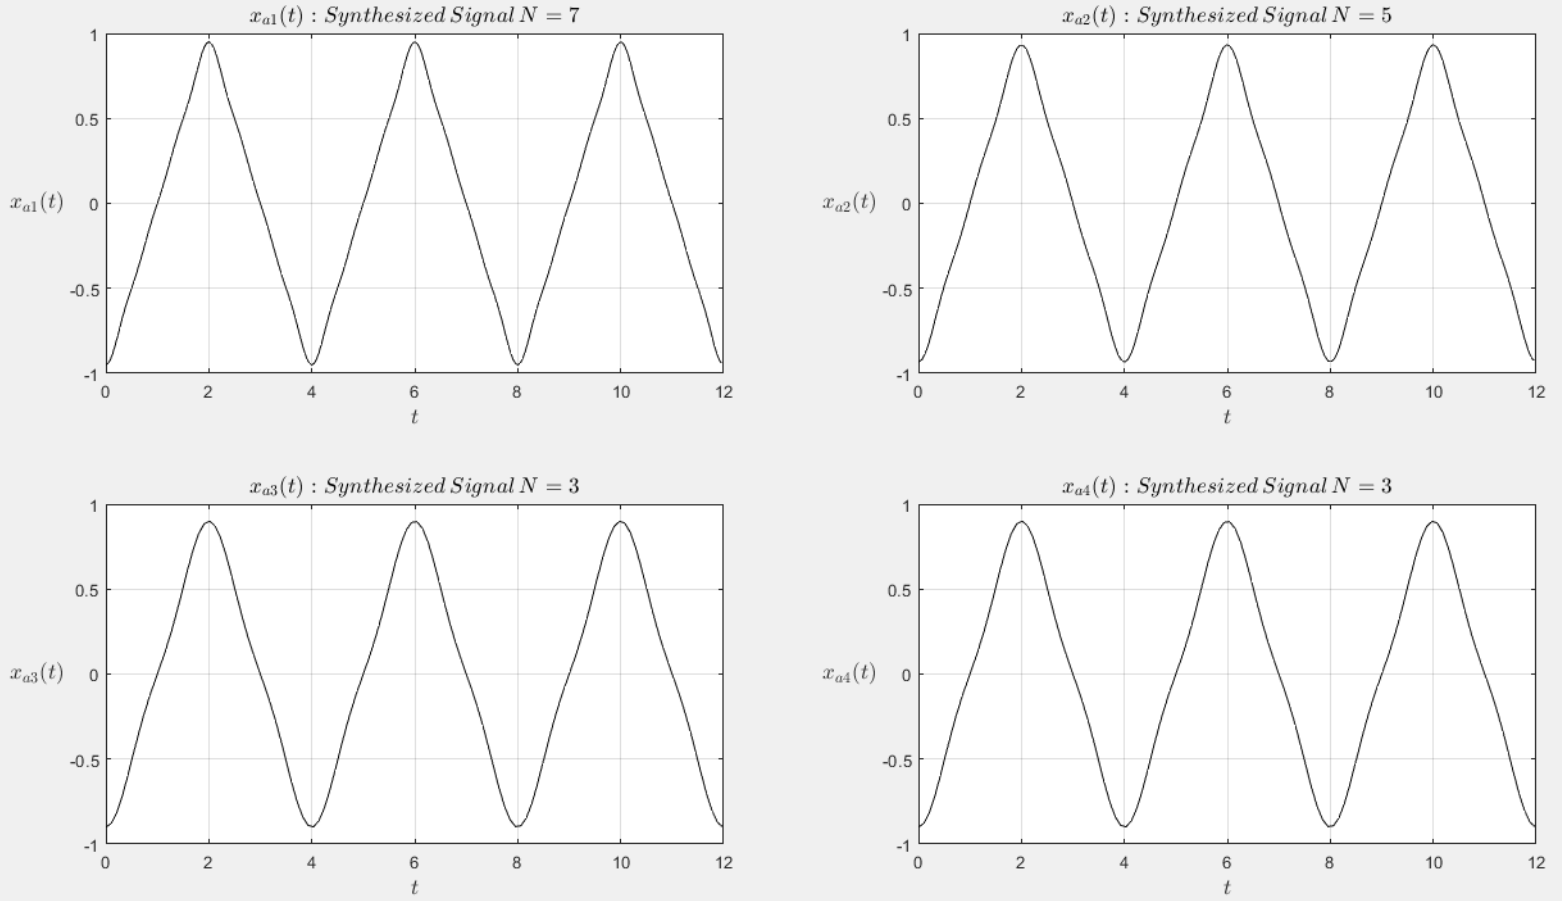 x_{a1}(t) : Synthesized Signal N = 7
1
0.5
0
-0.5
-1
x_{a1}(t)
0 2 4 6 8 10 12
t
x_{a2}(t) : Synthesized Signal N = 5
1
0.5
0
-0.5
-1
x_{a2}(t)
0 2 4 6 8 10 12
t
x_{a3}(t) : Synthesized Signal N = 3
1
0.5
0
-0.5
-1
x_{a3}(t)
0 2 4 6 8 10 12
t
x_{a4}(t) : Synthesized Signal N = 3
1
0.5
0
-0.5
-1
x_{a4}(t)
0 2 4 6 8 10 12
t